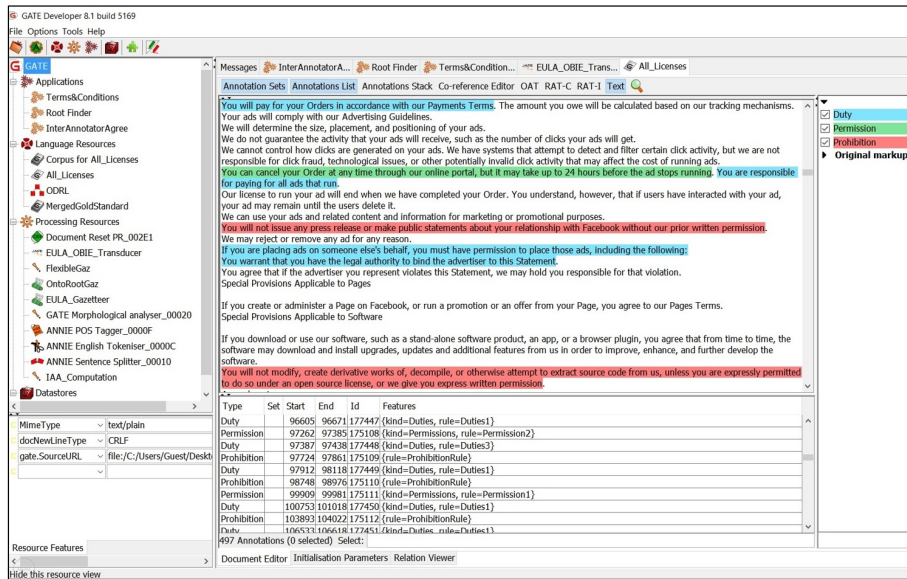 GATE Developer 8.1 build 5169
File Options Tools Help
GATE
Applications
Terms&Conditions
Root Finder
InterAnnotatorAgree
Language Resources
Corpus for All_Licenses
All_Licenses
ODRL
MergedGoldStandard
Processing Resources
Document Reset PR_002E1
EULA_OBIE_Transducer
FlexibleGaz
OntoRootGaz
EULA_Gazetteer
GATE Morphological analyser_00020
ANNIE POS Tagger_0000F
ANNIE English Tokeniser_0000C
ANNIE Sentence Splitter_00010
IAA_Computation
Datastores
MimeType text/plain
docNewLineType CRLF
gate.SourceURL file:/C:/Users/Guest/Deskt
Resource Features
Hide this resource view
Messages InterAnnotatorA... Root Finder Terms&Condition... EULA_OBIE_Trans... All_Licenses
Annotation Sets Annotations List Annotations Stack Co-reference Editor OAT RAT-C RAT-I Text
You will pay for your Orders in accordance with our Payments Terms. The amount you owe will be calculated based on our tracking mechanisms.
Your ads will comply with our Advertising Guidelines.
We will determine the size, placement, and positioning of your ads.
We do not guarantee the activity that your ads will receive, such as the number of clicks your ads will get.
We cannot control how clicks are generated on your ads. We have systems that attempt to detect and filter certain click activity, but we are not
responsible for click fraud, technological issues, or other potentially invalid click activity that may affect the cost of running ads.
You can cancel your Order at any time through our online portal, but it may take up to 24 hours before the ad stops running. You are responsible
for paying for all ads that run.
Our license to run your ad will end when we have completed your Order. You understand, however, that if users have interacted with your ad,
your ad may remain until the users delete it.
We can use your ads and related content and information for marketing or promotional purposes.
You will not issue any press release or make public statements about your relationship with Facebook without our prior written permission.
We may reject or remove any ad for any reason.
If you are placing ads on someone else's behalf, you must have permission to place those ads, including the following:
You warrant that you have the legal authority to bind the advertiser to this Statement.
You agree that if the advertiser you represent violates this Statement, we may hold you responsible for that violation.
Special Provisions Applicable to Pages
If you create or administer a Page on Facebook, or run a promotion or an offer from your Page, you agree to our Pages Terms.
Special Provisions Applicable to Software
If you download or use our software, such as a stand-alone software product, an app, or a browser plugin, you agree that from time to time, the
software may download and install upgrades, updates and additional features from us in order to improve, enhance, and further develop the
software.
You will not modify, create derivative works of, decompile, or otherwise attempt to extract source code from us, unless you are expressly permitted
to do so under an open source license, or we give you express written permission.
Duty
Permission
Prohibition
Original markup
Type Set Start End Id Features
Duty 96605 96671 177447 {kind=Duties, rule=Duties1}
Permission 97262 97385 175108 {kind=Permissions, rule=Permission2}
Duty 97387 97438 177448 {kind=Duties, rule=Duties3}
Prohibition 97724 97861 175109 {rule=ProhibitionRule}
Duty 97912 98118 177449 {kind=Duties, rule=Duties1}
Prohibition 98748 98976 175110 {rule=ProhibitionRule}
Permission 99909 99981 175111 {kind=Permissions, rule=Permission1}
Duty 100753 101018 177450 {kind=Duties, rule=Duties1}
Prohibition 103893 104022 175112 {rule=ProhibitionRule}
Duty 106533 106618 177451 {kind=Duties, rule=Duties1}
497 Annotations (0 selected) Select:
Document Editor Initialisation Parameters Relation Viewer